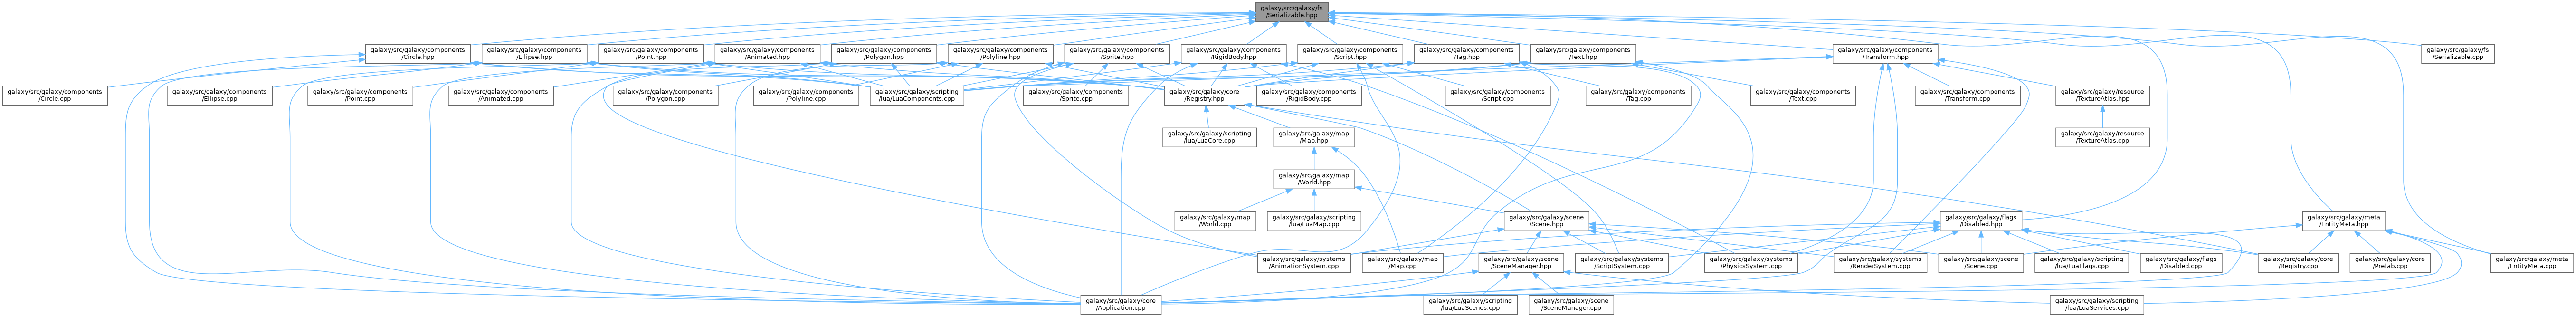 galaxy/src/galaxy/fs
/Serializable.hpp
galaxy/src/galaxy/components
/Circle.hpp
galaxy/src/galaxy/components
/Ellipse.hpp
galaxy/src/galaxy/components
/Point.hpp
galaxy/src/galaxy/components
/Animated.hpp
galaxy/src/galaxy/components
/Polygon.hpp
galaxy/src/galaxy/components
/Polyline.hpp
galaxy/src/galaxy/components
/Sprite.hpp
galaxy/src/galaxy/components
/RigidBody.hpp
galaxy/src/galaxy/components
/Script.hpp
galaxy/src/galaxy/components
/Tag.hpp
galaxy/src/galaxy/components
/Text.hpp
galaxy/src/galaxy/components
/Transform.hpp
galaxy/src/galaxy/fs
/Serializable.cpp
galaxy/src/galaxy/components
/Circle.cpp
galaxy/src/galaxy/components
/Ellipse.cpp
galaxy/src/galaxy/components
/Point.cpp
galaxy/src/galaxy/components
/Animated.cpp
galaxy/src/galaxy/components
/Polygon.cpp
galaxy/src/galaxy/components
/Polyline.cpp
galaxy/src/galaxy/scripting
/lua/LuaComponents.cpp
galaxy/src/galaxy/components
/Sprite.cpp
galaxy/src/galaxy/core
/Registry.hpp
galaxy/src/galaxy/components
/RigidBody.cpp
galaxy/src/galaxy/components
/Script.cpp
galaxy/src/galaxy/components
/Tag.cpp
galaxy/src/galaxy/components
/Text.cpp
galaxy/src/galaxy/components
/Transform.cpp
galaxy/src/galaxy/resource
/TextureAtlas.hpp
galaxy/src/galaxy/scripting
/lua/LuaCore.cpp
galaxy/src/galaxy/map
/Map.hpp
galaxy/src/galaxy/resource
/TextureAtlas.cpp
galaxy/src/galaxy/map
/World.hpp
galaxy/src/galaxy/map
/World.cpp
galaxy/src/galaxy/scripting
/lua/LuaMap.cpp
galaxy/src/galaxy/scene
/Scene.hpp
galaxy/src/galaxy/flags
/Disabled.hpp
galaxy/src/galaxy/meta
/EntityMeta.hpp
galaxy/src/galaxy/systems
/AnimationSystem.cpp
galaxy/src/galaxy/map
/Map.cpp
galaxy/src/galaxy/scene
/SceneManager.hpp
galaxy/src/galaxy/systems
/ScriptSystem.cpp
galaxy/src/galaxy/systems
/PhysicsSystem.cpp
galaxy/src/galaxy/systems
/RenderSystem.cpp
galaxy/src/galaxy/scene
/Scene.cpp
galaxy/src/galaxy/scripting
/lua/LuaFlags.cpp
galaxy/src/galaxy/flags
/Disabled.cpp
galaxy/src/galaxy/core
/Registry.cpp
galaxy/src/galaxy/core
/Prefab.cpp
galaxy/src/galaxy/meta
/EntityMeta.cpp
galaxy/src/galaxy/core
/Application.cpp
galaxy/src/galaxy/scripting
/lua/LuaScenes.cpp
galaxy/src/galaxy/scene
/SceneManager.cpp
galaxy/src/galaxy/scripting
/lua/LuaServices.cpp